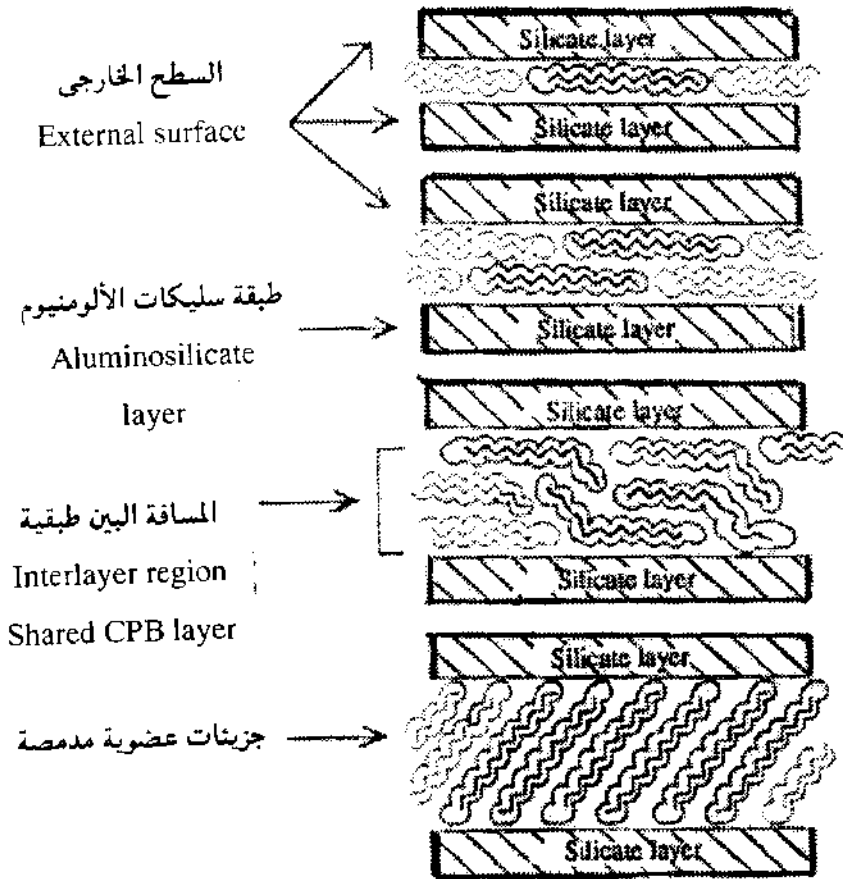 Silicate layer
السطح الخارجى
External surface
Silicate layer
Silicate layer
طبقة سليكات الألومنيوم
Aluminosilicate
layer
Silicate layer
Silicate layer
المسافة البين طبقية
Interlayer region
Shared CPB layer
Silicate layer
Silicate layer
جزيئات عضوية مدمصة
Silicate layer